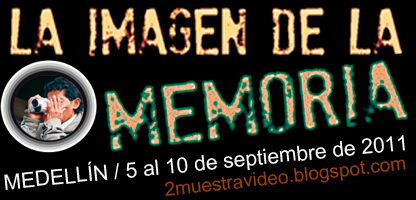 LA IMAGEN DE LA
MEMORIA
MEDELLÍN / 5 al 10 de septiembre de 2011
2muestravideo.blogspot.com